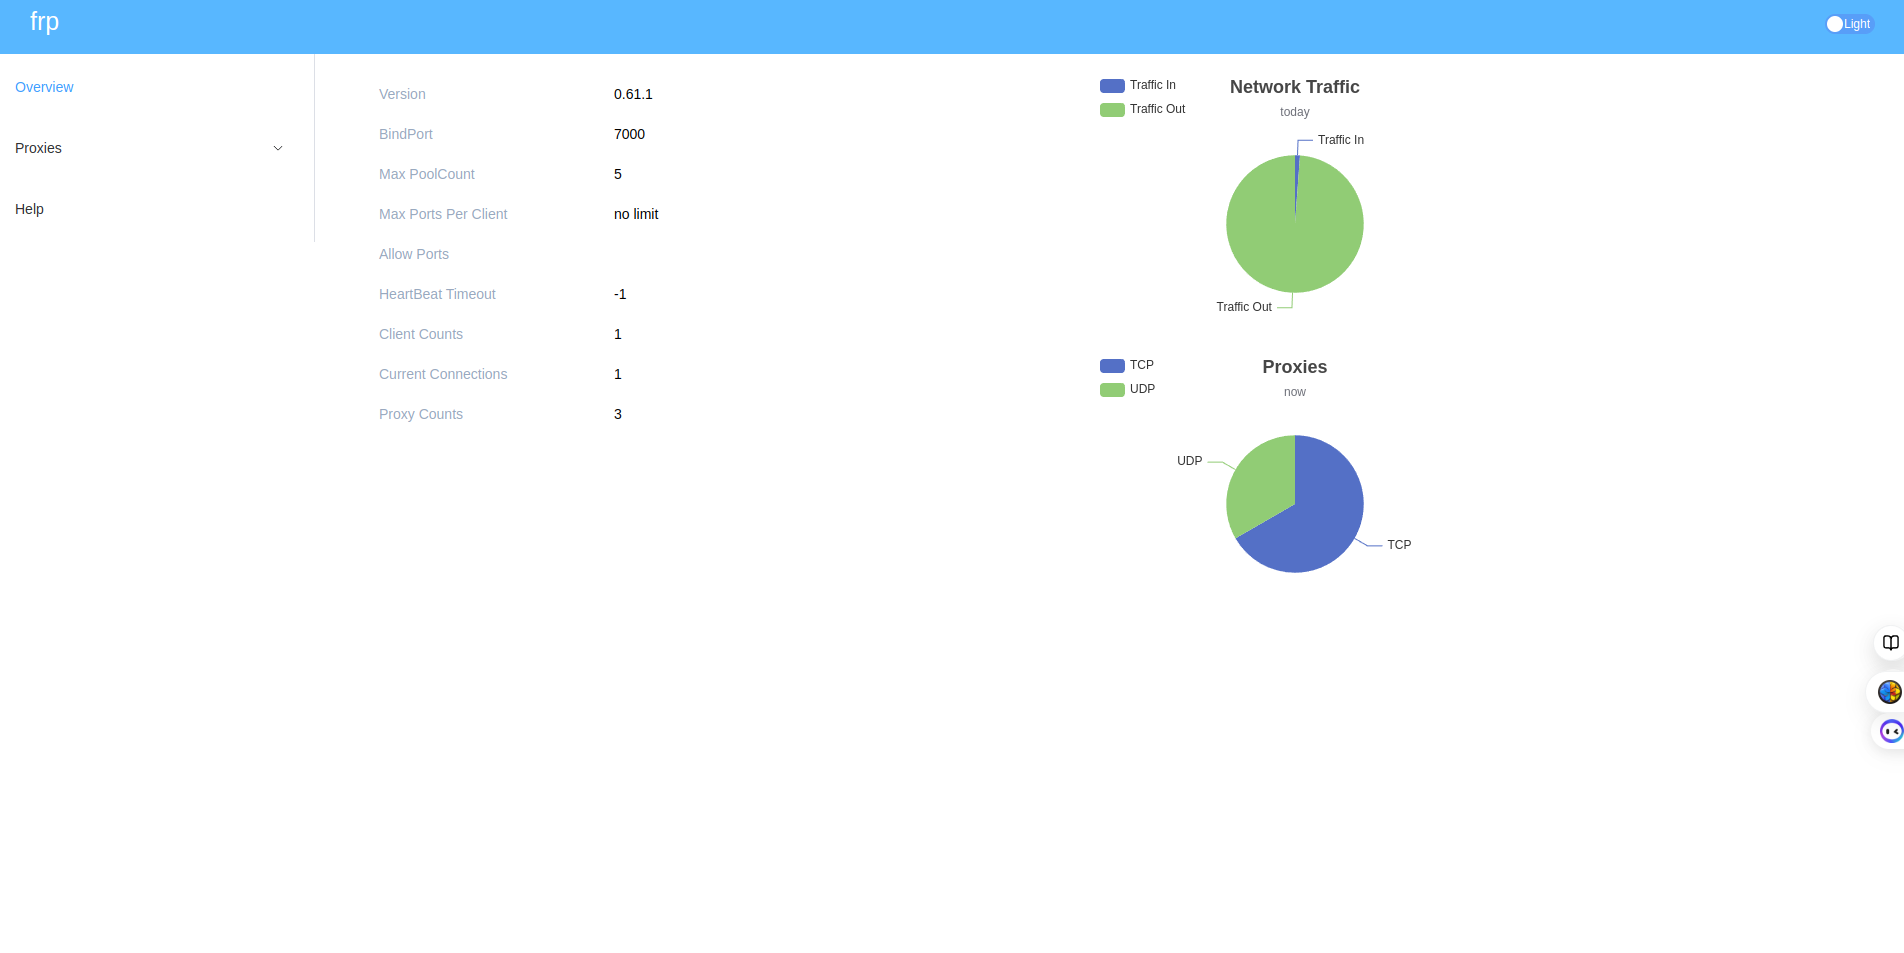 frp
Light
Overview
Proxies
Help
Version 0.61.1
BindPort 7000
Max PoolCount 5
Max Ports Per Client no limit
Allow Ports
HeartBeat Timeout -1
Client Counts 1
Current Connections 1
Proxy Counts 3
Traffic In
Traffic Out
Network Traffic
today
Traffic In
Traffic Out
TCP
UDP
Proxies
now
UDP
TCP